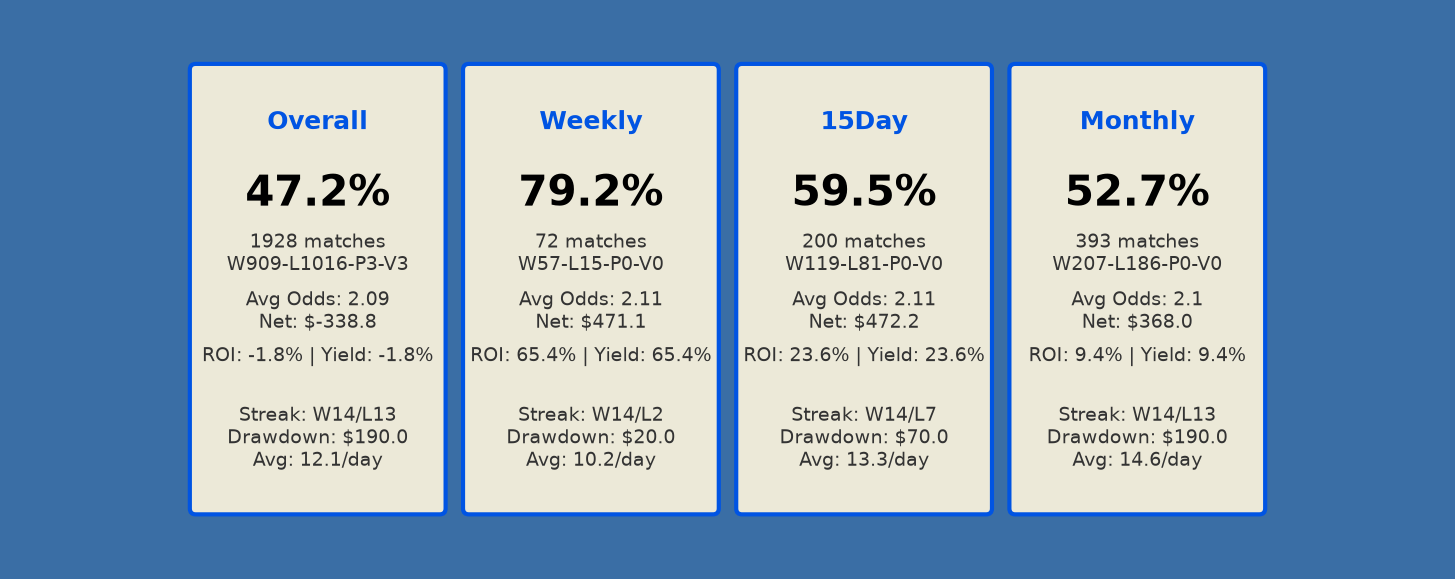 Overall
47.2%
1928 matches
W909-L1016-P3-V3
Avg Odds: 2.09
Net: $-338.8
ROI: -1.8% | Yield: -1.8%
Streak: W14/L13
Drawdown: $190.0
Avg: 12.1/day
Weekly
79.2%
72 matches
W57-L15-P0-V0
Avg Odds: 2.11
Net: $471.1
ROI: 65.4% | Yield: 65.4%
Streak: W14/L2
Drawdown: $20.0
Avg: 10.2/day
15Day
59.5%
200 matches
W119-L81-P0-V0
Avg Odds: 2.11
Net: $472.2
ROI: 23.6% | Yield: 23.6%
Streak: W14/L7
Drawdown: $70.0
Avg: 13.3/day
Monthly
52.7%
393 matches
W207-L186-P0-V0
Avg Odds: 2.1
Net: $368.0
ROI: 9.4% | Yield: 9.4%
Streak: W14/L13
Drawdown: $190.0
Avg: 14.6/day